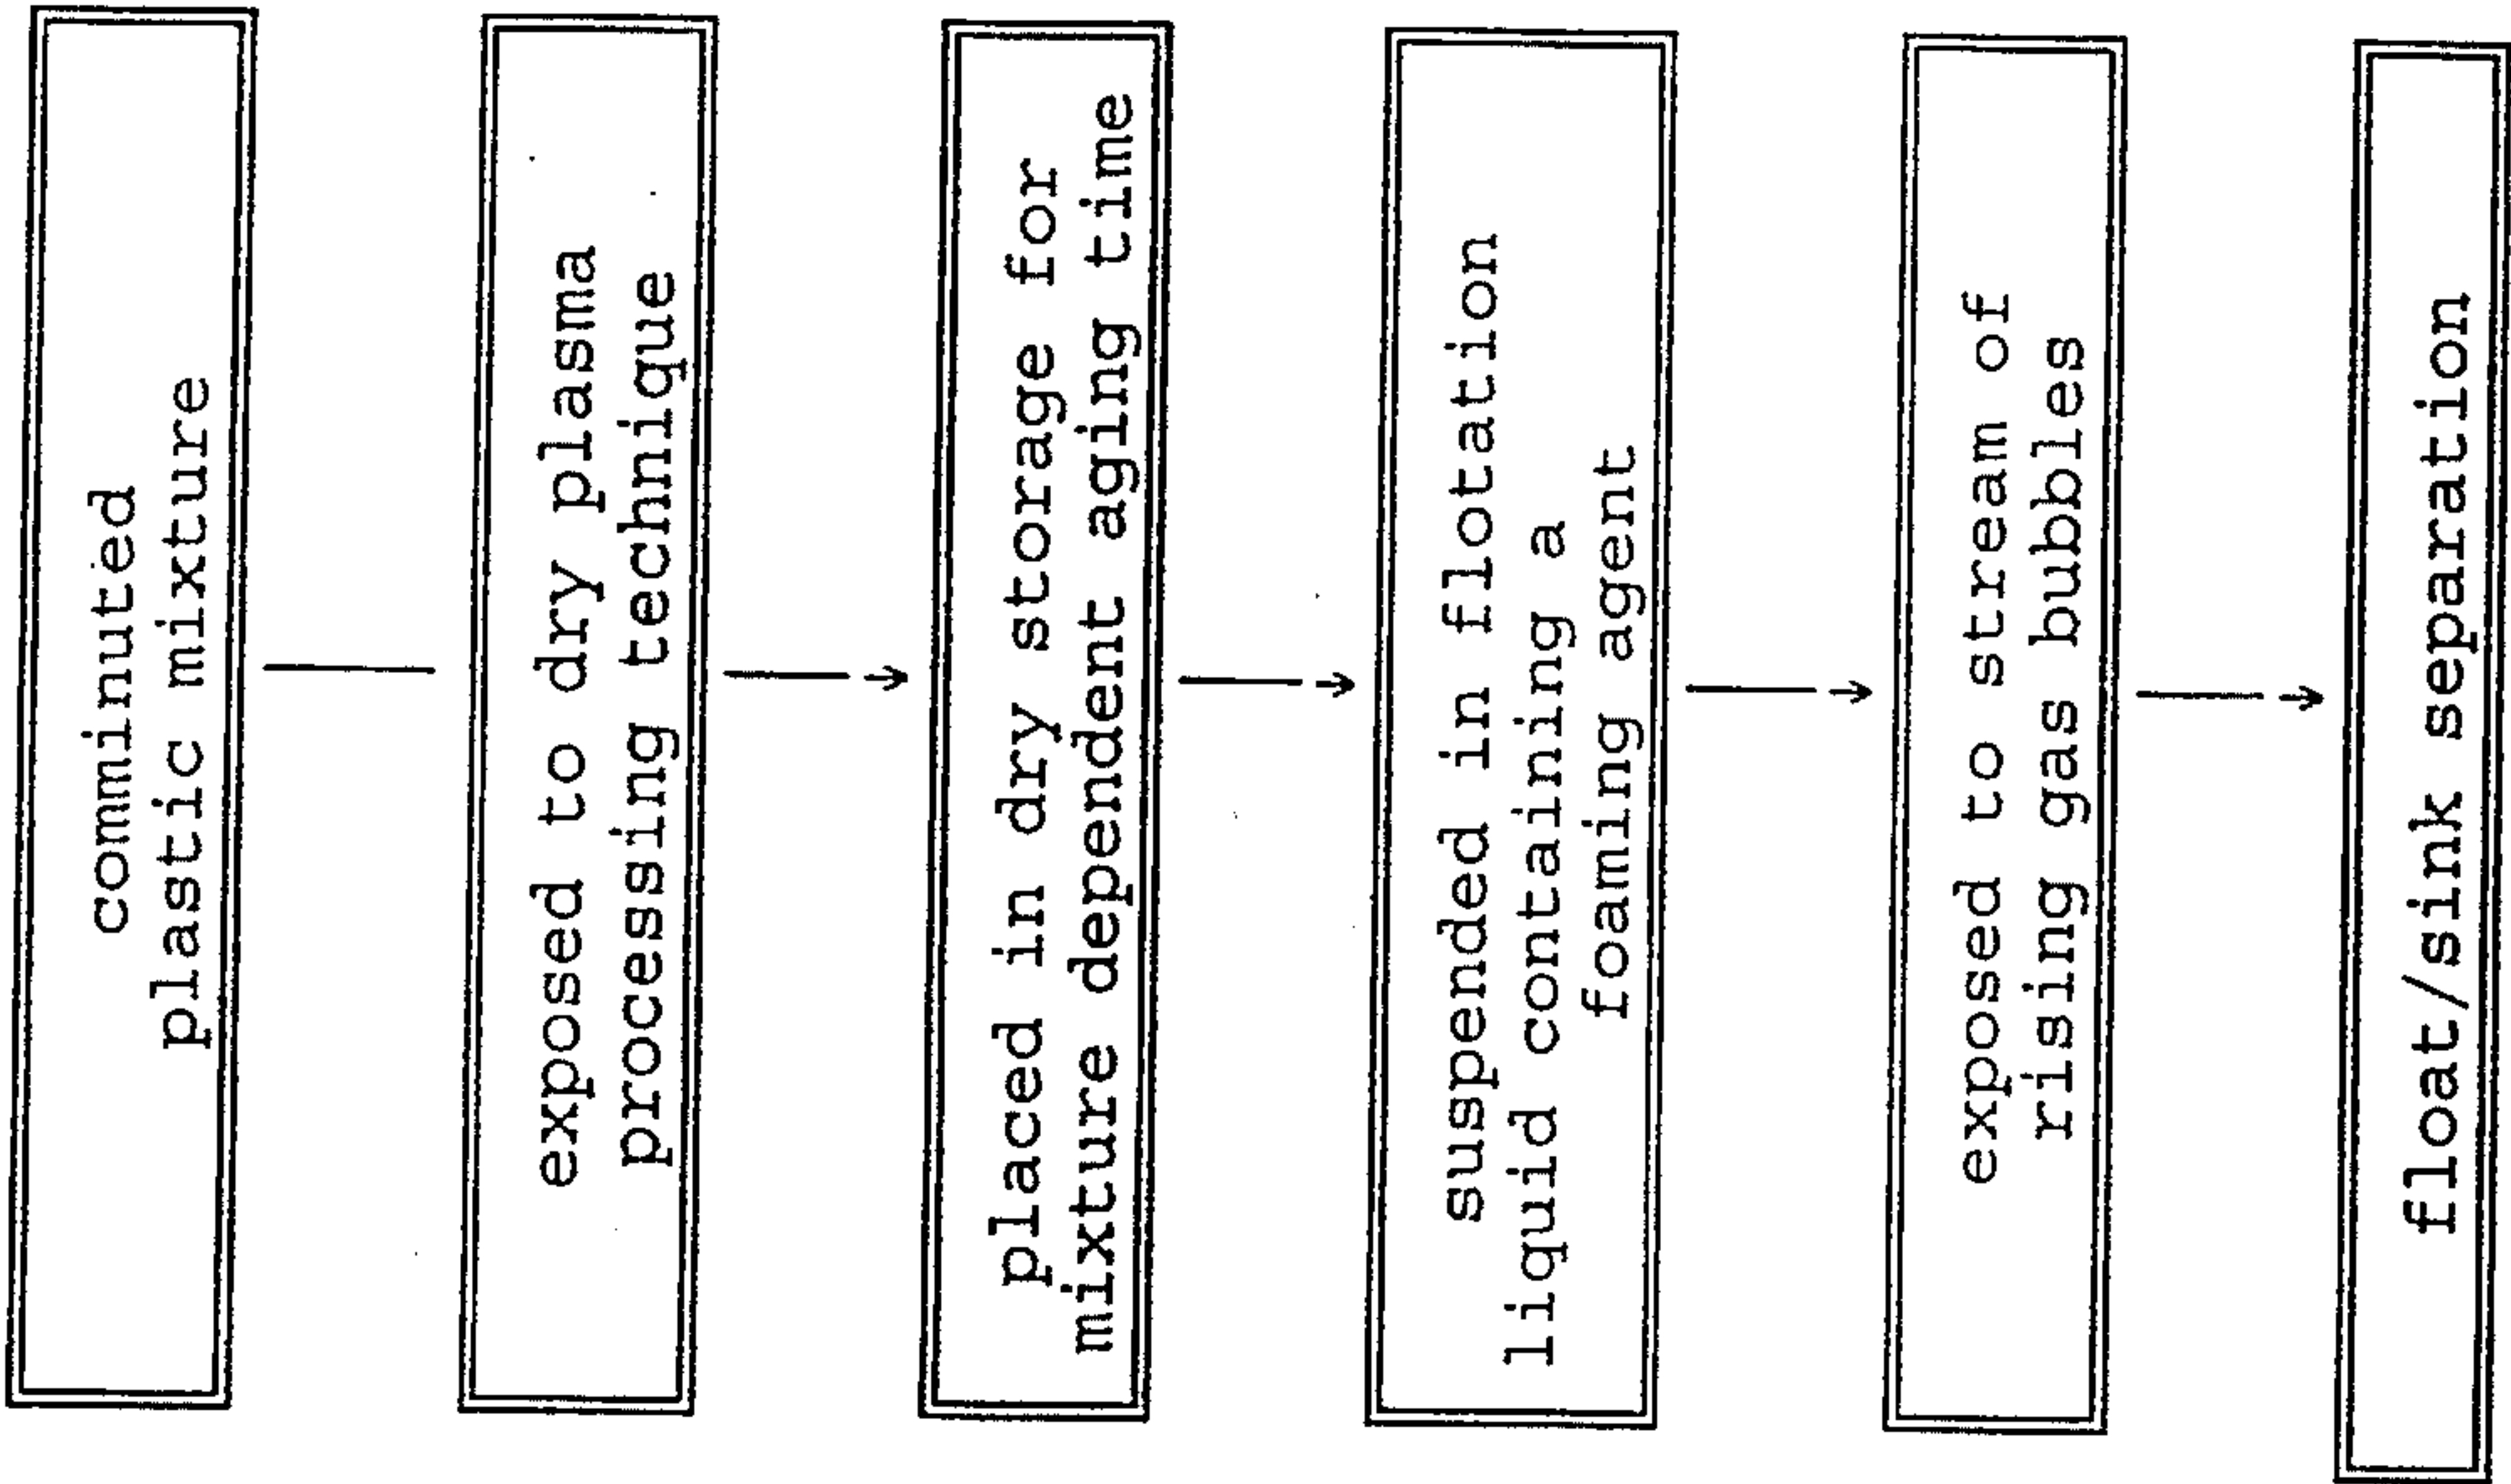 comminuted
plastic mixture
exposed to dry plasma
processing technique
placed in dry storage for
mixture dependent aging time
suspended in flotation
liquid containing a
foaming agent
exposed to stream of
rising gas bubbles
float/sink separation